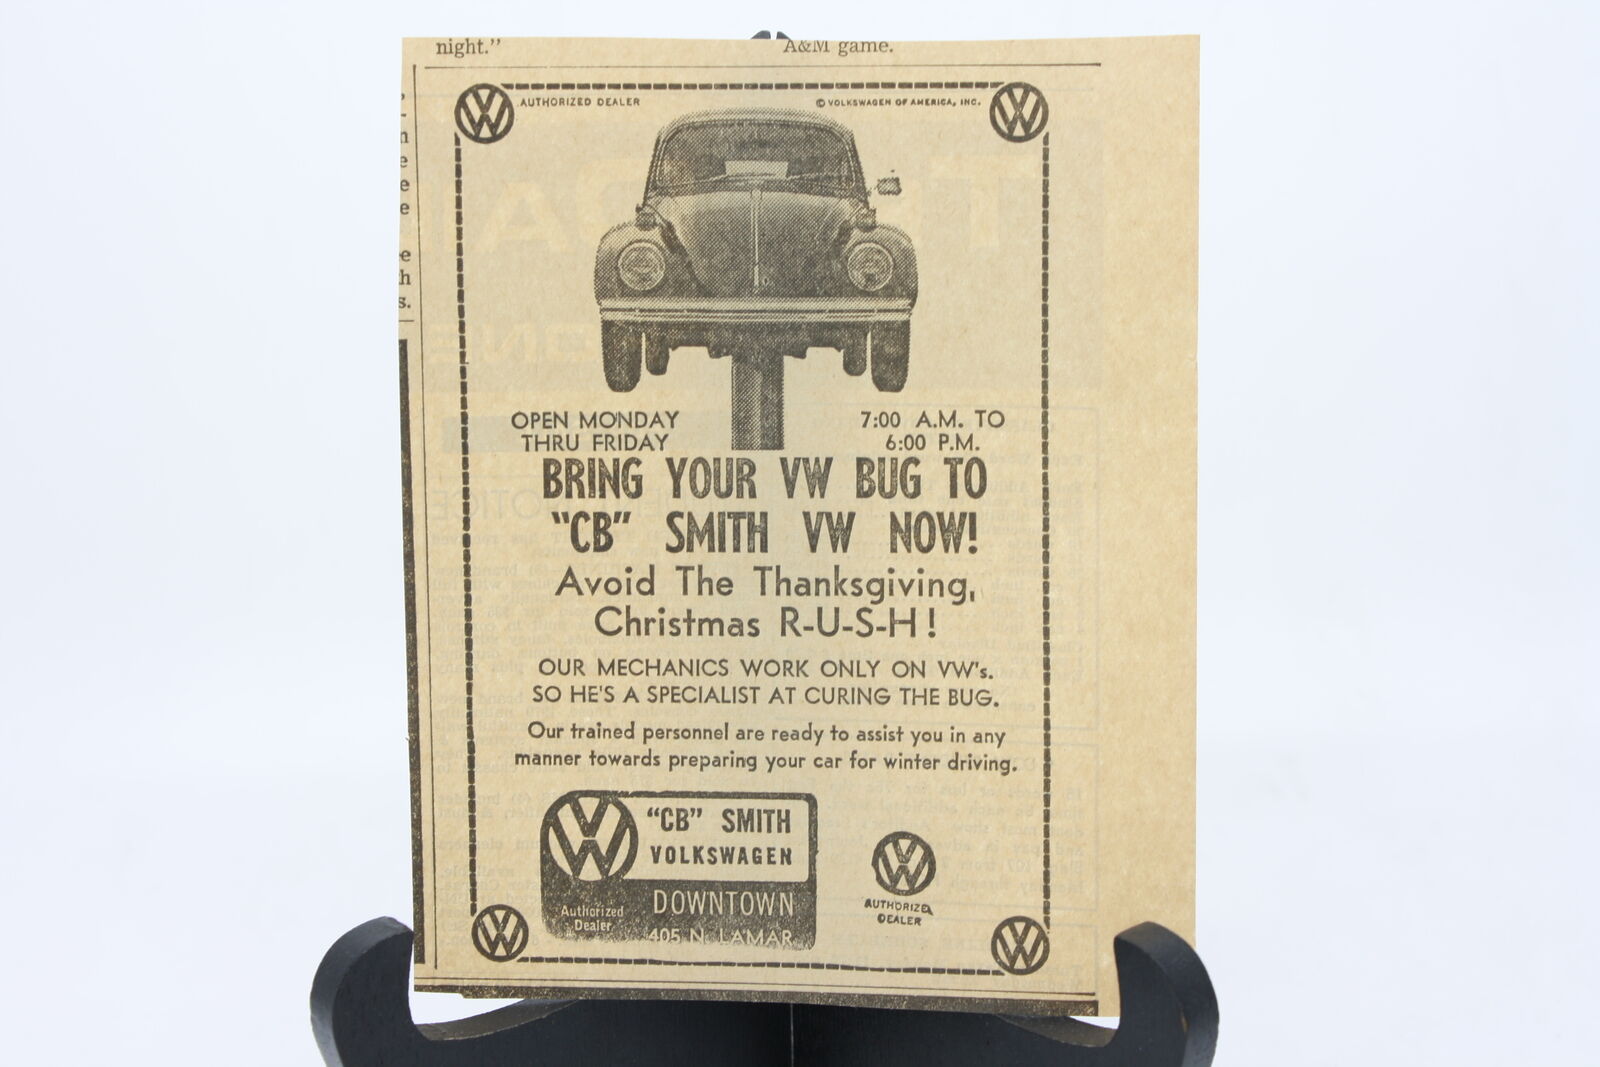 night."
A&M game.
AUTHORIZED DEALER
© VOLKSWAGEN OF AMERICA, INC.
OPEN MONDAY
THRU FRIDAY
7:00 A.M. TO
6:00 P.M.
BRING YOUR VW BUG TO
"CB" SMITH VW NOW!
Avoid The Thanksgiving,
Christmas R-U-S-H!
OUR MECHANICS WORK ONLY ON VW's.
SO HE'S A SPECIALIST AT CURING THE BUG.
Our trained personnel are ready to assist you in any
manner towards preparing your car for winter driving.
"CB" SMITH
VOLKSWAGEN
Authorized
Dealer
DOWNTOWN
405 N. LAMAR
AUTHORIZED
DEALER